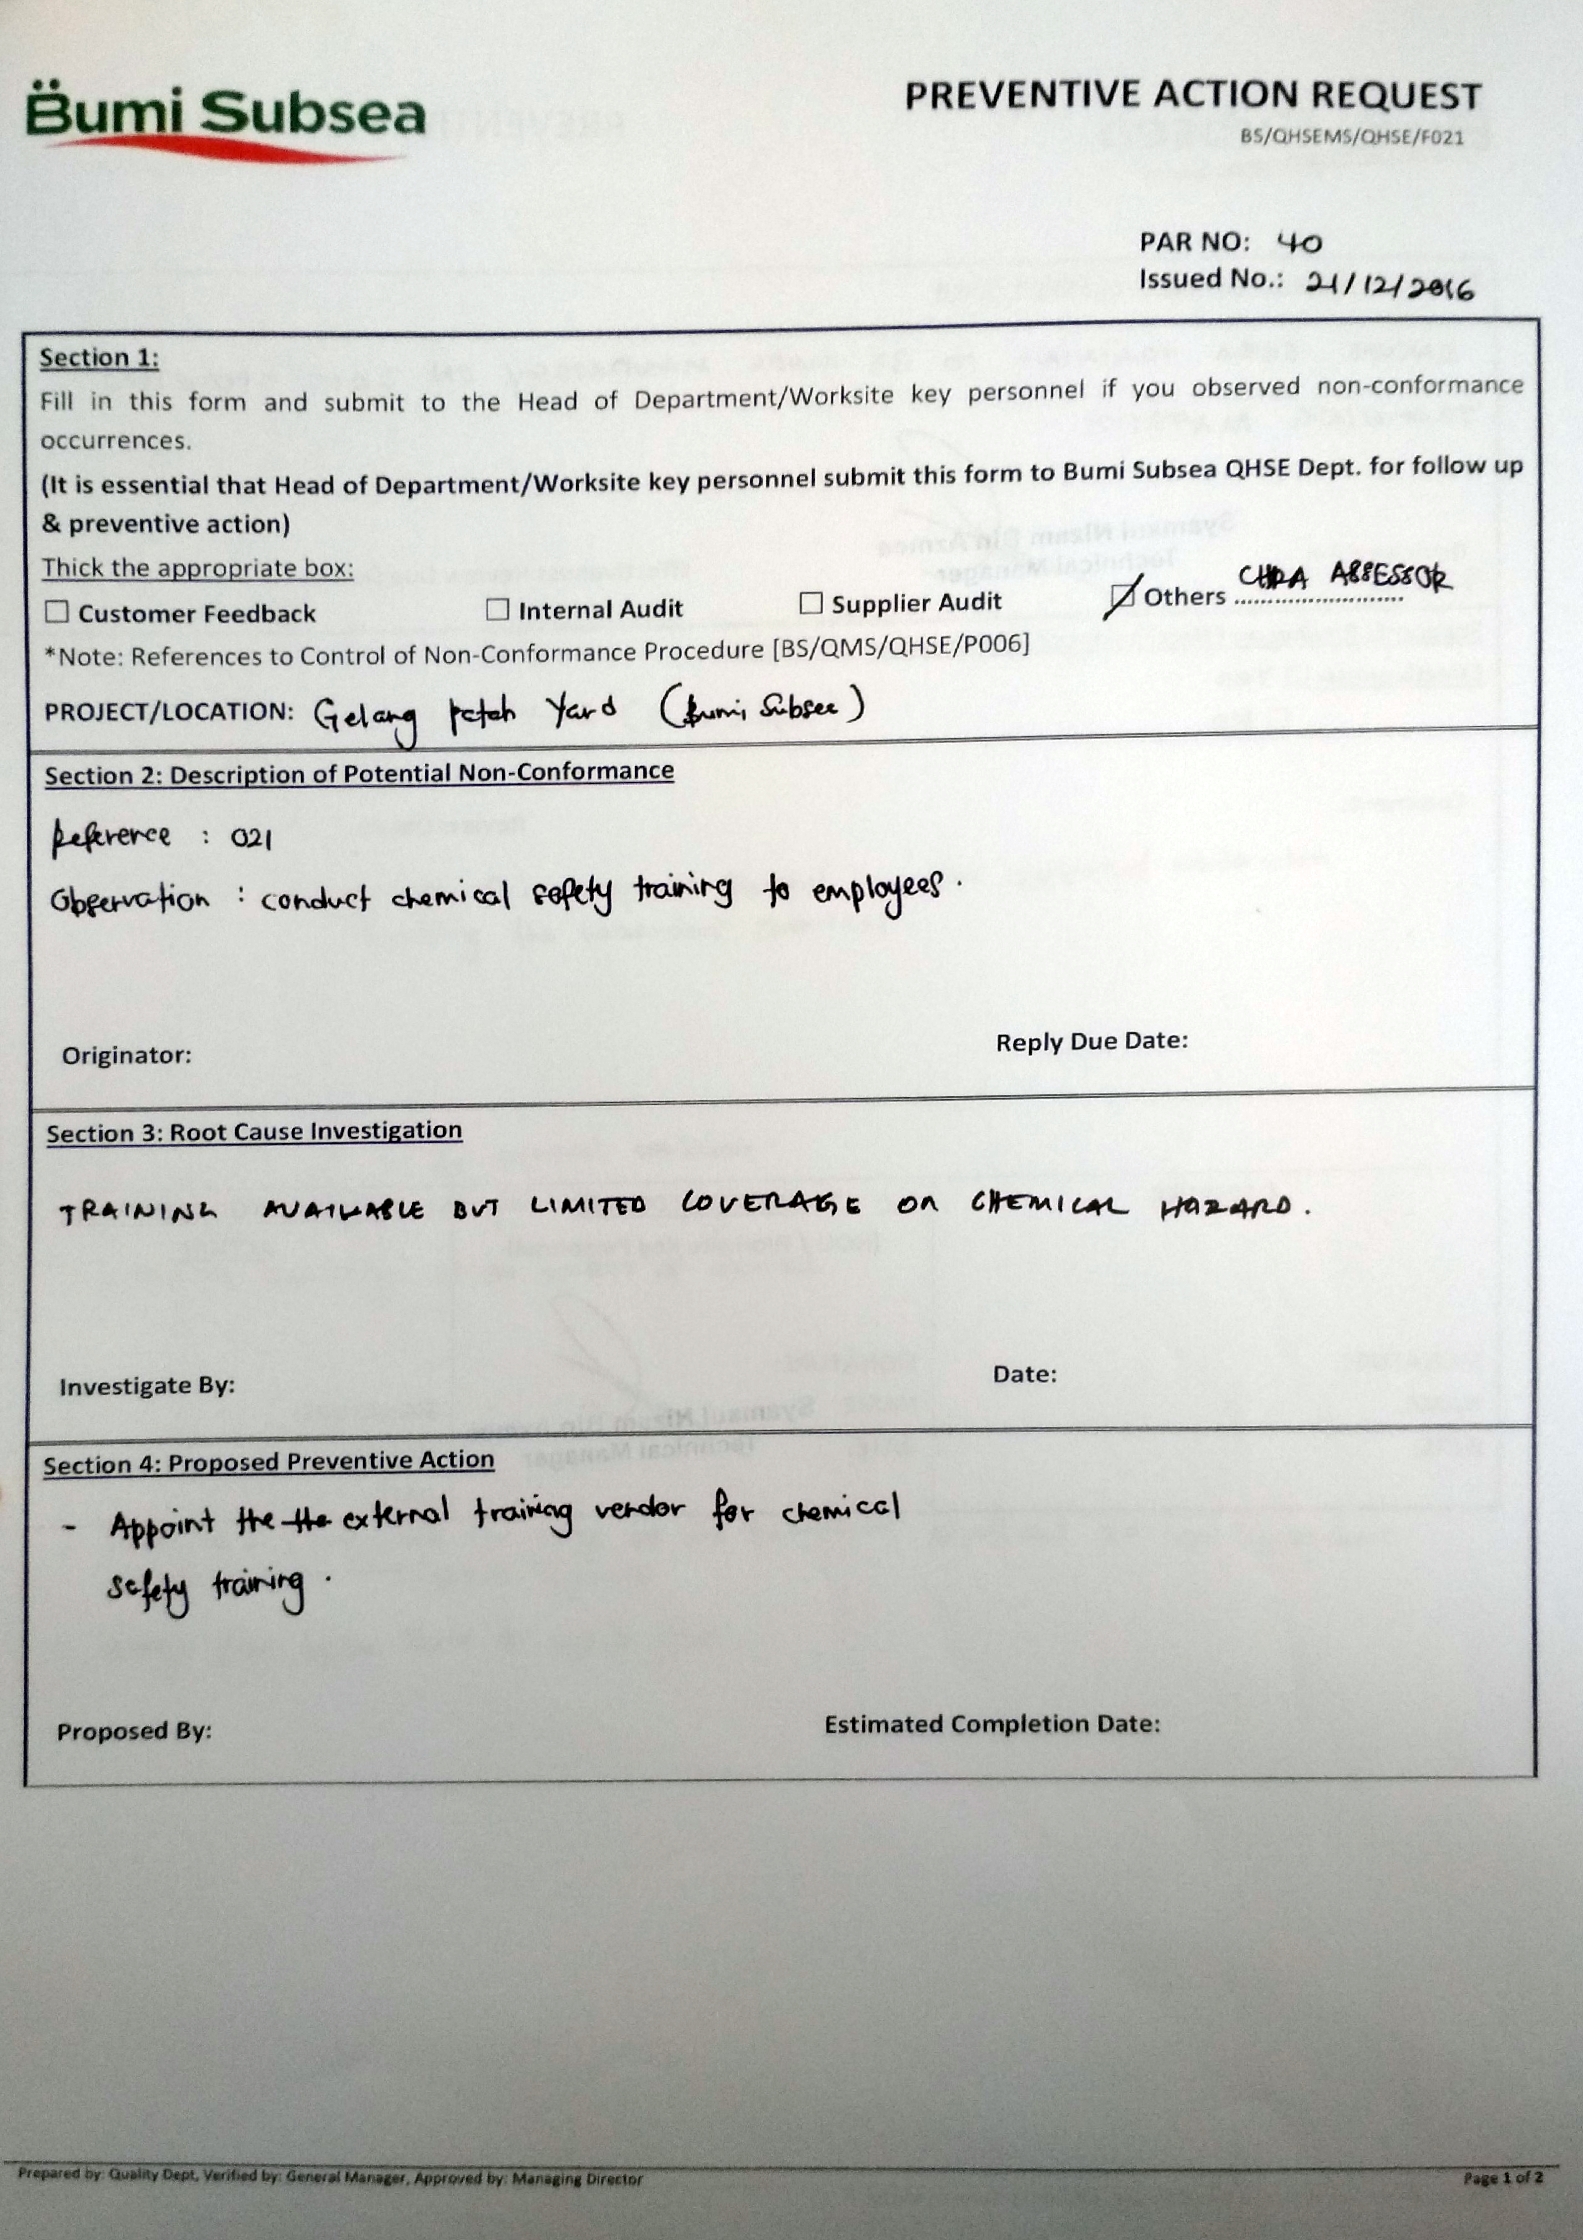 Bumi Subsea
PREVENTIVE ACTION REQUEST
BS/QHSEMS/QHSE/F021
PAR NO: 40
Issued No.: 21/12/2016
Section 1:
Fill in this form and submit to the Head of Department/Worksite key personnel if you observed non-conformance
occurrences.
(It is essential that Head of Department/Worksite key personnel submit this form to Bumi Subsea QHSE Dept. for follow up
& preventive action)
Thick the appropriate box:
☐ Customer Feedback ☐ Internal Audit ☐ Supplier Audit ☑ Others CHRA ASSESSOR
*Note: References to Control of Non-Conformance Procedure [BS/QMS/QHSE/P006]
PROJECT/LOCATION: Gelang Patah Yard (Bumi Subsea)
Section 2: Description of Potential Non-Conformance
Reference : 021
Observation : conduct chemical safety training to employees.
Originator: Reply Due Date:
Section 3: Root Cause Investigation
TRAINING AVAILABLE BUT LIMITED COVERAGE ON CHEMICAL HAZARD.
Investigate By: Date:
Section 4: Proposed Preventive Action
- Appoint the the external training vendor for chemical
safety training.
Proposed By: Estimated Completion Date:
Prepared by: Quality Dept, Verified by: General Manager, Approved by: Managing Director
Page 1 of 2